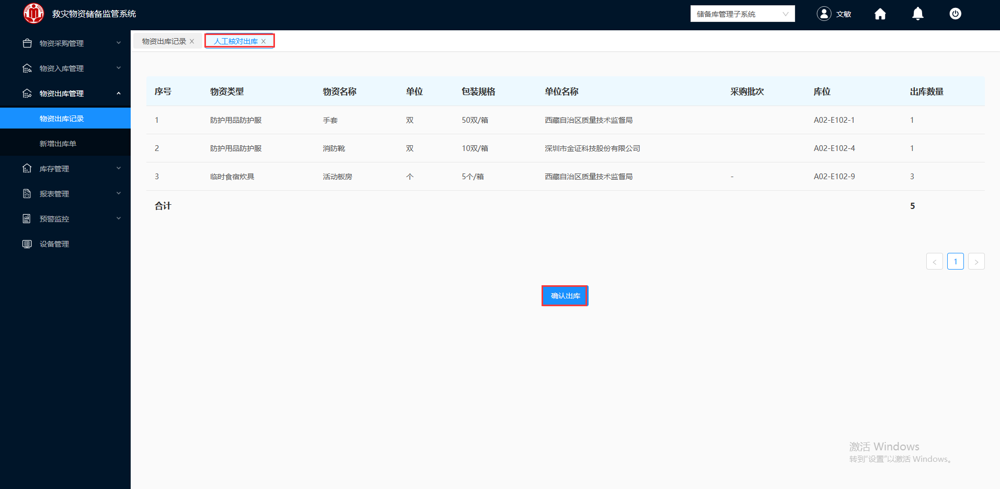 救灾物资储备监管系统
储备库管理子系统
文敏
物资采购管理
物资入库管理
物资出库管理
物资出库记录
新增出库单
库存管理
报表管理
预警监控
设备管理
物资出库记录 人工核对出库
序号 物资类型 物资名称 单位 包装规格 单位名称 采购批次 库位 出库数量
1 防护用品防护服 手套 双 50双/箱 西藏自治区质量技术监督局 A02-E102-1 1
2 防护用品防护服 消防靴 双 10双/箱 深圳市金证科技股份有限公司 A02-E102-4 1
3 临时食宿炊具 活动板房 个 5个/箱 西藏自治区质量技术监督局 - A02-E102-9 3
合计 5
< 1 >
确认出库
激活 Windows
转到"设置"以激活 Windows。